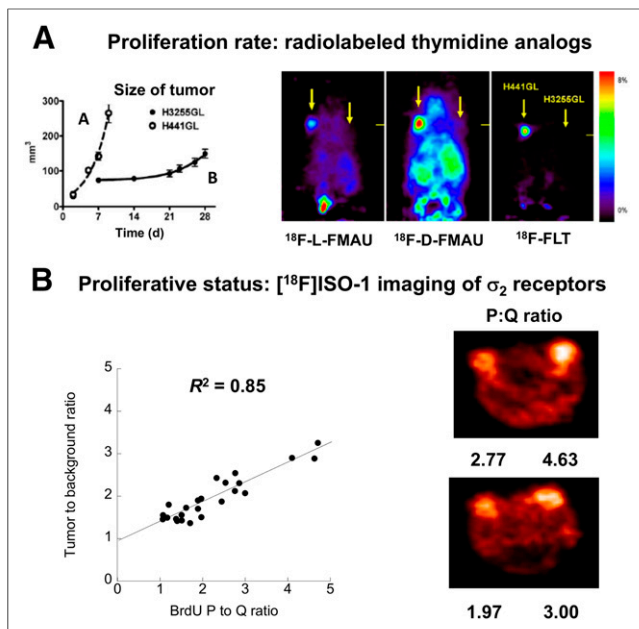 A Proliferation rate: radiolabeled thymidine analogs
Size of tumor
H3255GL
H441GL
A
B
300
200
100
0
mm³
0 7 14 21 28
Time (d)
H441GL
H3255GL
8%
0%
¹⁸F-L-FMAU
¹⁸F-D-FMAU
¹⁸F-FLT
B Proliferative status: [¹⁸F]ISO-1 imaging of σ₂ receptors
P:Q ratio
R² = 0.85
5
4
3
2
1
0
Tumor to background ratio
0 1 2 3 4 5
BrdU P to Q ratio
2.77 4.63
1.97 3.00